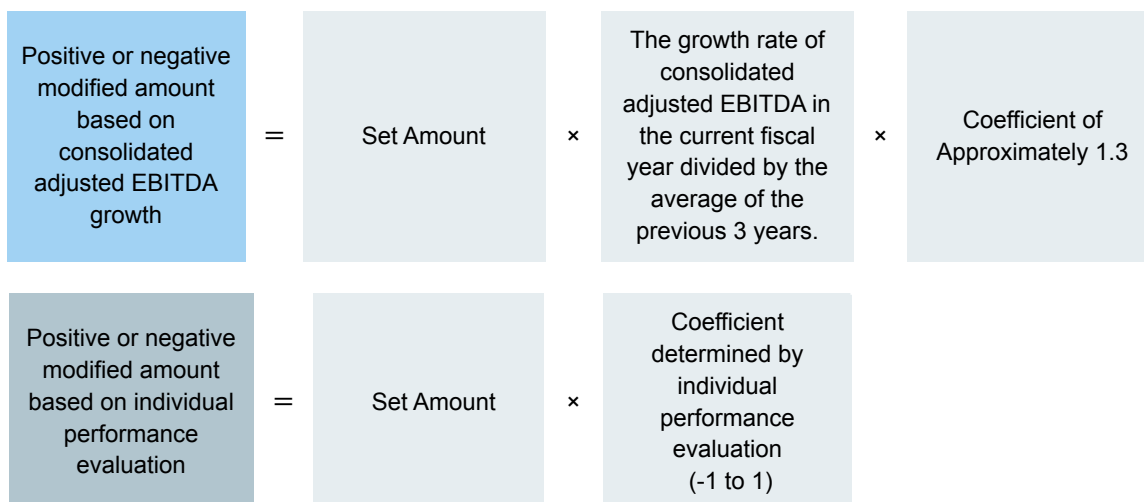 Positive or negative
modified amount
based on
consolidated
adjusted EBITDA
growth
=
Set Amount
×
The growth rate of
consolidated
adjusted EBITDA in
the current fiscal
year divided by the
average of the
previous 3 years.
×
Coefficient of
Approximately 1.3
Positive or negative
modified amount
based on individual
performance
evaluation
=
Set Amount
×
Coefficient
determined by
individual
performance
evaluation
(-1 to 1)